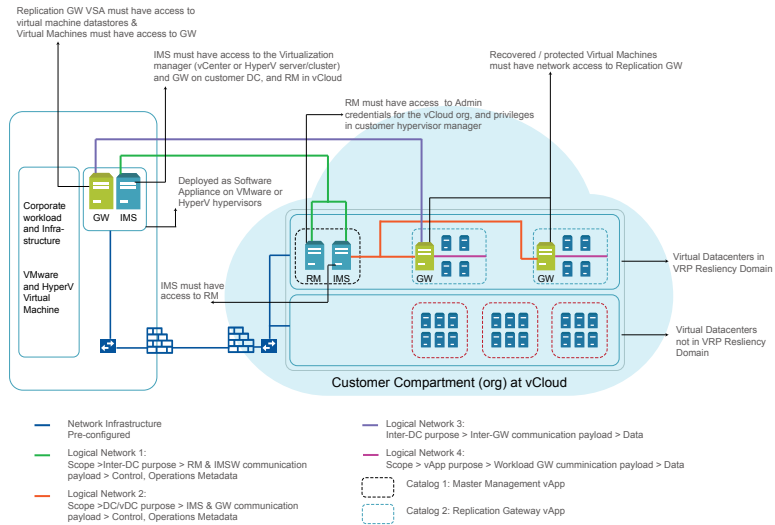 Replication GW VSA must have access to
virtual machine datastores &
Virtual Machines must have access to GW
IMS must have access to the Virtualization
manager (vCenter or HyperV server/cluster)
and GW on customer DC, and RM in vCloud
Recovered / protected Virtual Machines
must have network access to Replication GW
RM must have access  to Admin
credentials for the vCloud org, and privileges
in customer hypervisor manager
Deployed as Software
Appliance on VMware or
HyperV hypervisors
GW
IMS
Corporate
workload
and Infra-
structure
VMware
and HyperV
Virtual
Machine
RM
IMS
GW
GW
Virtual Datacenters in
VRP Resliency Domain
IMS must have
access to RM
Virtual Datacenters
not in VRP Resliency
Domain
Customer Compartment (org) at vCloud
Network Infrastructure
Pre-configured
Logical Network 1:
Scope >Inter-DC purpose > RM & IMSW communication
payload > Control, Operations Metadata
Logical Network 2:
Scope >DC/vDC purpose > IMS & GW communication
payload > Control, Operations Metadata
Logical Network 3:
Inter-DC purpose > Inter-GW communication payload > Data
Logical Network 4:
Scope > vApp purpose > Workload GW cumminication payload > Data
Catalog 1: Master Management vApp
Catalog 2: Replication Gateway vApp